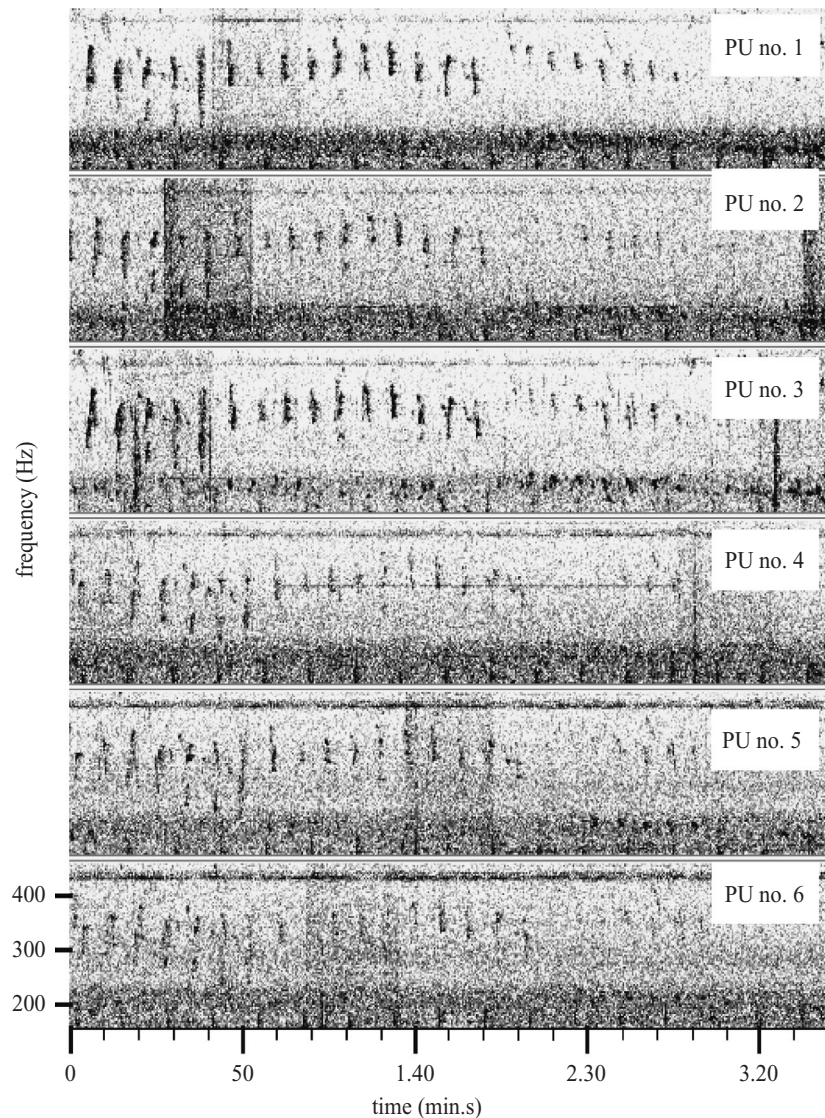 PU no. 1
PU no. 2
PU no. 3
frequency (Hz)
PU no. 4
PU no. 5
PU no. 6
400
300
200
0 50 1.40 2.30 3.20
time (min.s)